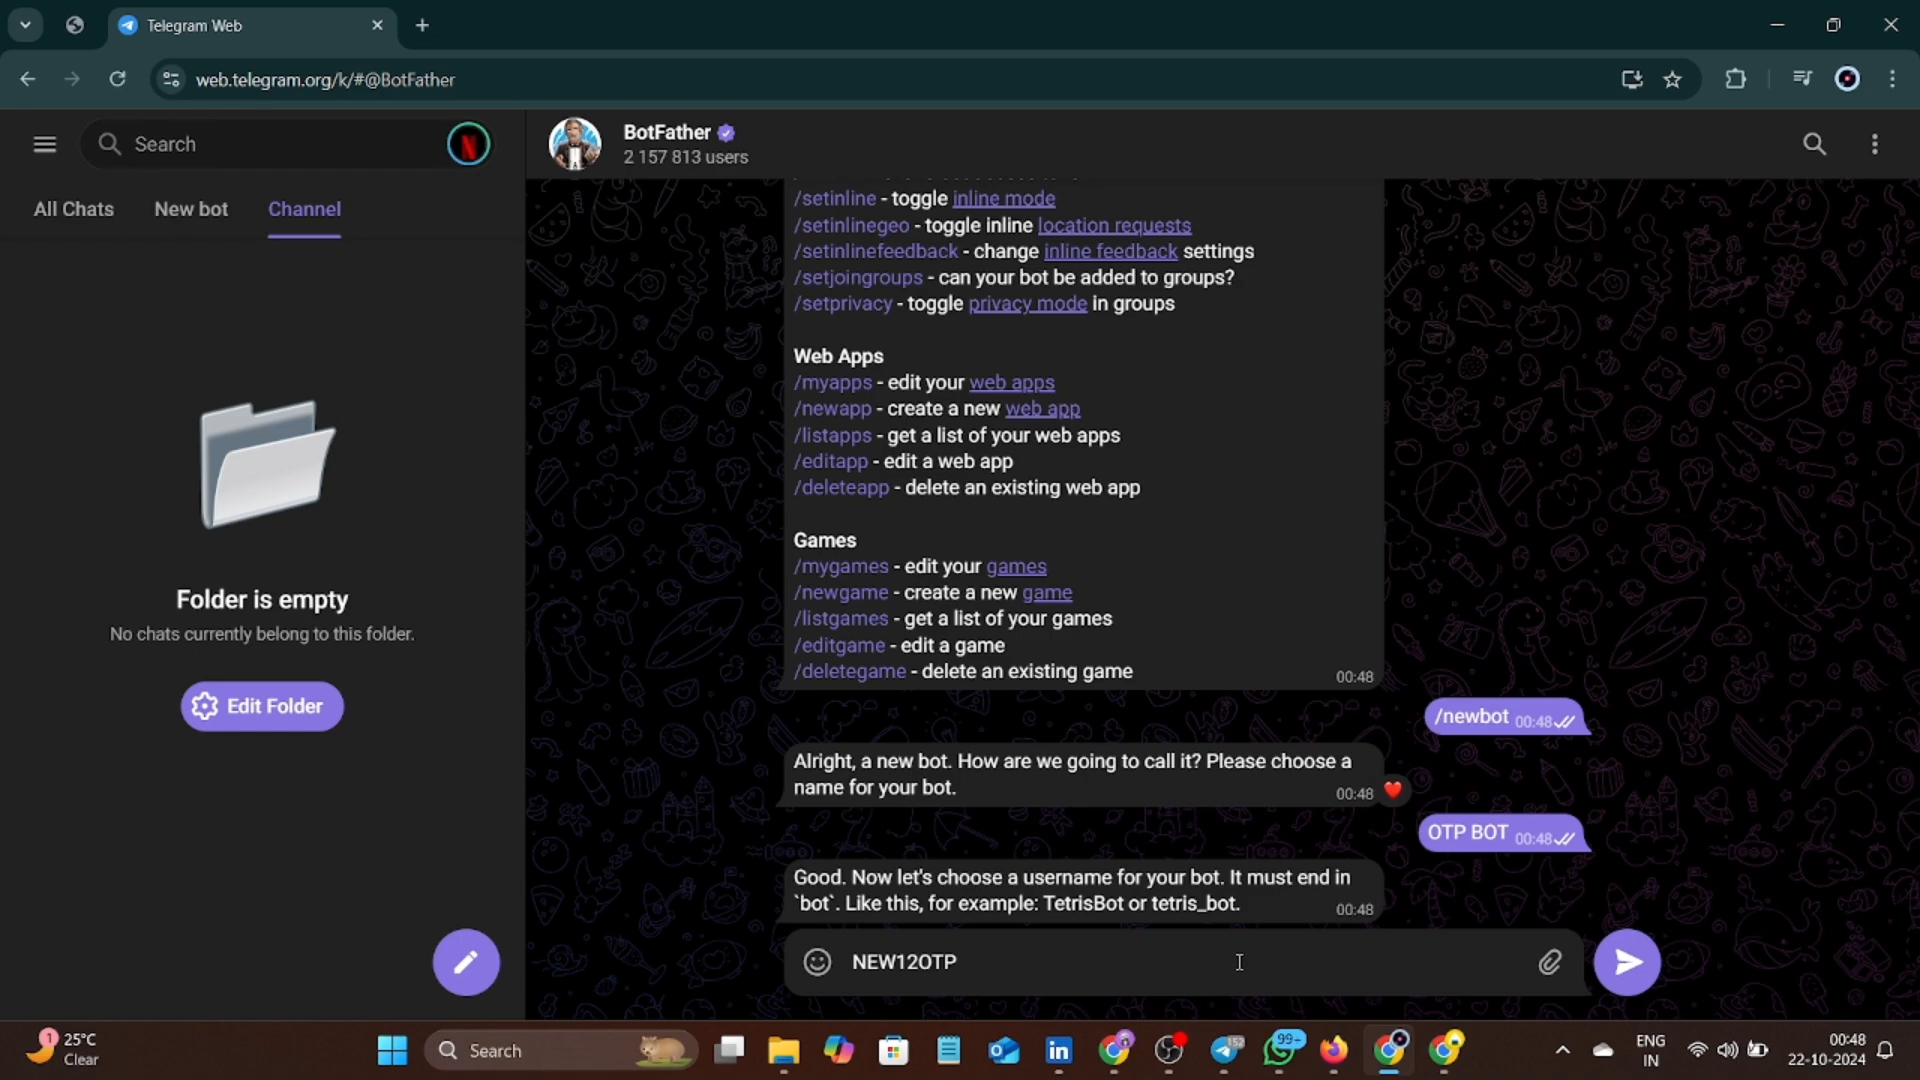 Telegram Web
web.telegram.org/k/#@BotFather
Search
N
All Chats
New bot
Channel
Folder is empty
No chats currently belong to this folder.
Edit Folder
BotFather
2 157 813 users
/setinline - toggle inline mode
/setinlinegeo - toggle inline location requests
/setinlinefeedback - change inline feedback settings
/setjoingroups - can your bot be added to groups?
/setprivacy - toggle privacy mode in groups
Web Apps
/myapps - edit your web apps
/newapp - create a new web app
/listapps - get a list of your web apps
/editapp - edit a web app
/deleteapp - delete an existing web app
Games
/mygames - edit your games
/newgame - create a new game
/listgames - get a list of your games
/editgame - edit a game
/deletegame - delete an existing game
00:48
/newbot 00:48
Alright, a new bot. How are we going to call it? Please choose a
name for your bot.
00:48
OTP BOT 00:48
Good. Now let's choose a username for your bot. It must end in
`bot`. Like this, for example: TetrisBot or tetris_bot.
00:48
NEW12OTP
1
25°C
Clear
Search
in
152
99+
ENG
IN
00:48
22-10-2024